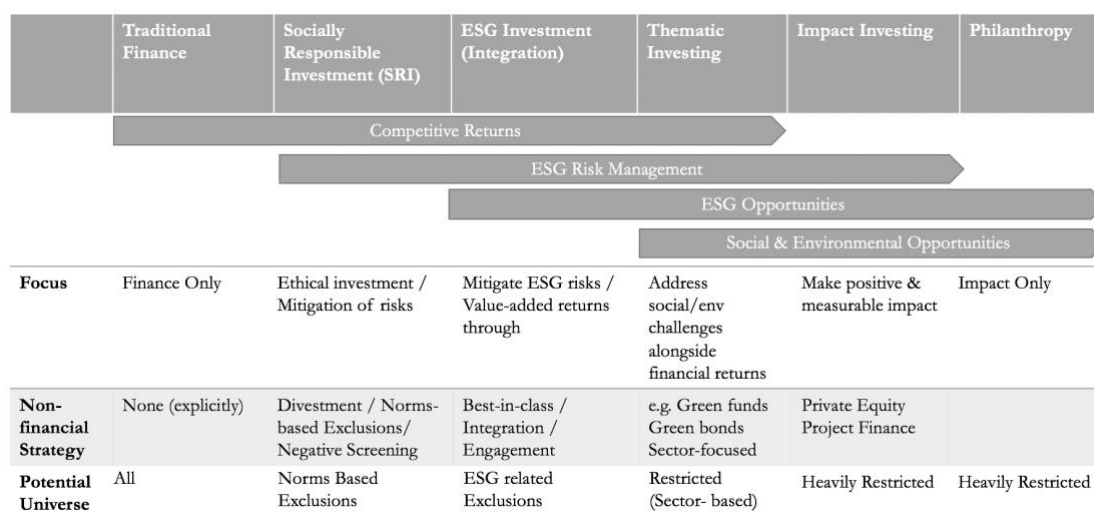 Traditional Finance
Socially Responsible Investment (SRI)
ESG Investment (Integration)
Thematic Investing
Impact Investing
Philanthropy
Competitive Returns
ESG Risk Management
ESG Opportunities
Social & Environmental Opportunities
Focus
Finance Only
Ethical investment / Mitigation of risks
Mitigate ESG risks / Value-added returns through
Address social/env challenges alongside financial returns
Make positive & measurable impact
Impact Only
Non-financial Strategy
None (explicitly)
Divestment / Norms-based Exclusions/ Negative Screening
Best-in-class / Integration / Engagement
e.g. Green funds Green bonds Sector-focused
Private Equity Project Finance
Potential Universe
All
Norms Based Exclusions
ESG related Exclusions
Restricted (Sector- based)
Heavily Restricted
Heavily Restricted